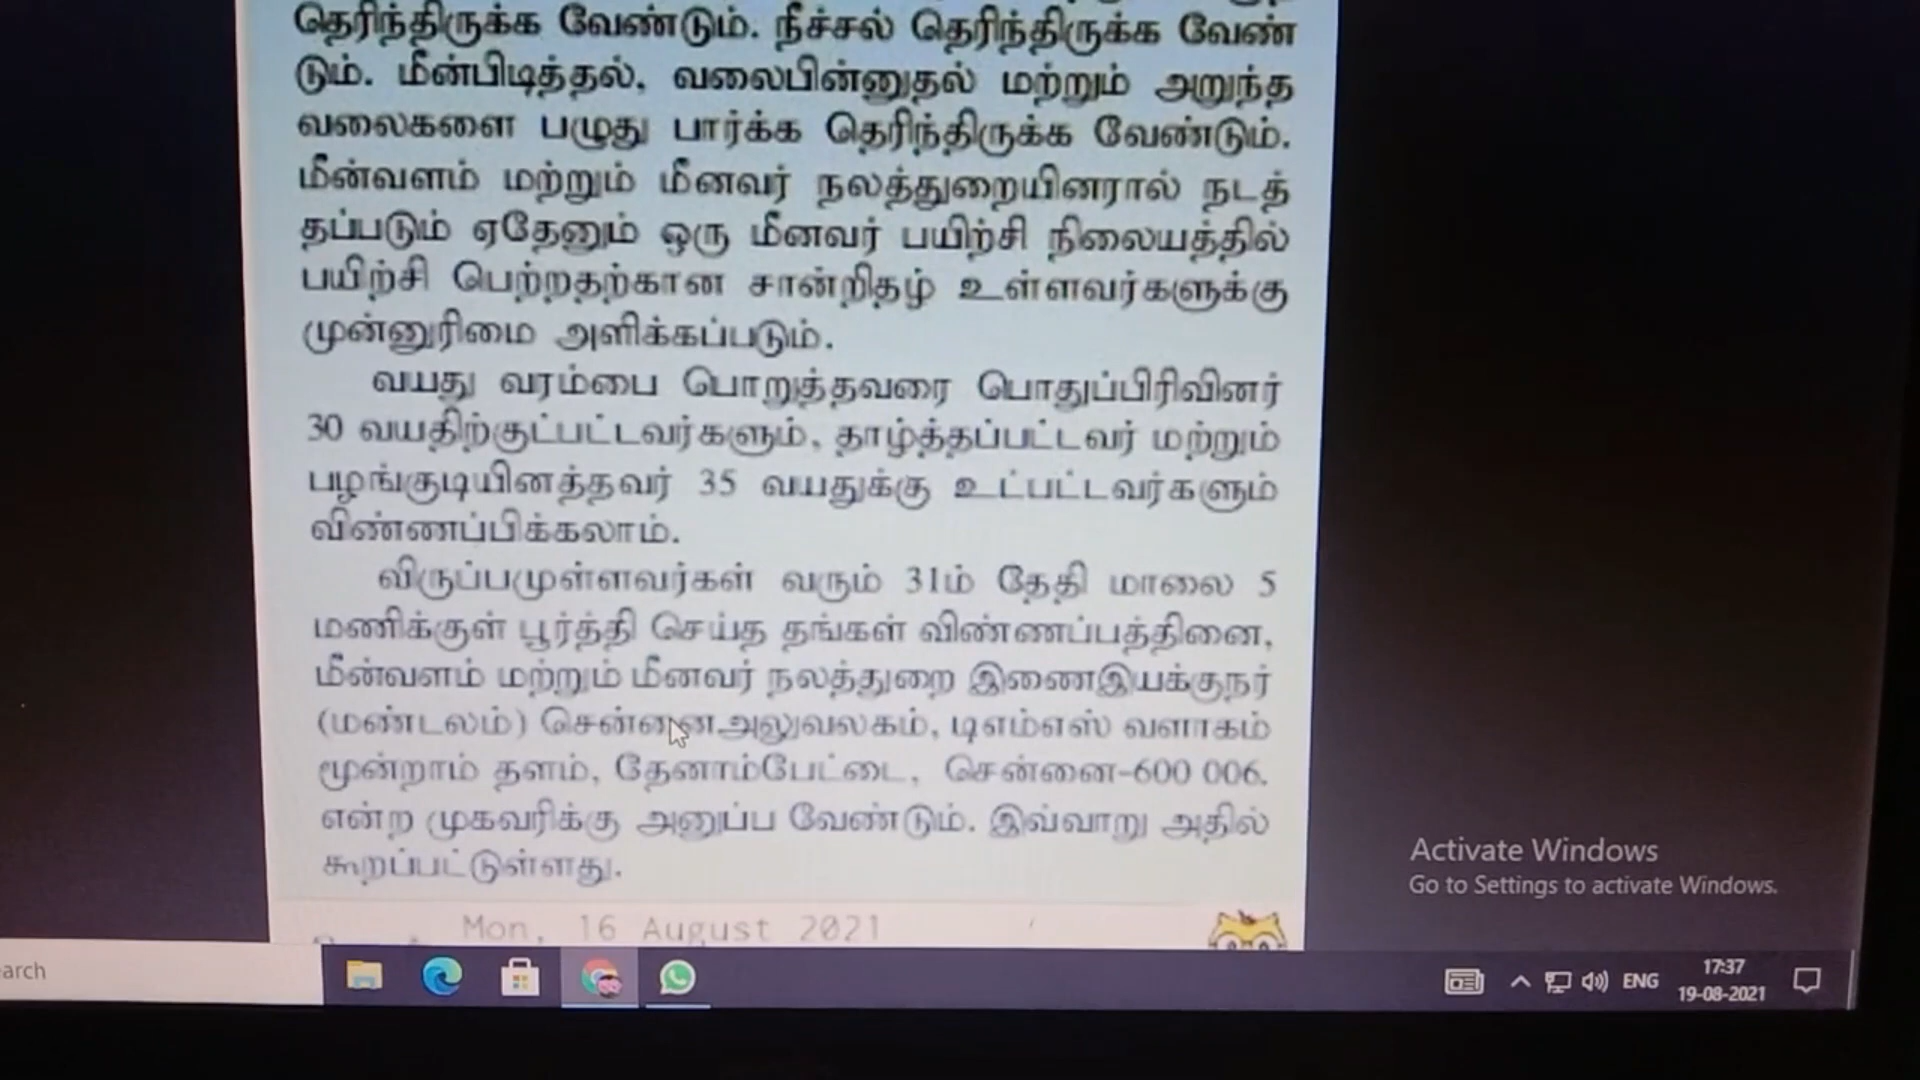 தெரிந்திருக்க வேண்டும். நீச்சல் தெரிந்திருக்க வேண்
டும். மீன்பிடித்தல், வலைபின்னுதல் மற்றும் அறுந்த
வலைகளை பழுது பார்க்க தெரிந்திருக்க வேண்டும்.
மீன்வளம் மற்றும் மீனவர் நலத்துறையினரால் நடத்
தப்படும் ஏதேனும் ஒரு மீனவர் பயிற்சி நிலையத்தில்
பயிற்சி பெற்றதற்கான சான்றிதழ் உள்ளவர்களுக்கு
முன்னுரிமை அளிக்கப்படும்.
வயது வரம்பை பொறுத்தவரை பொதுப்பிரிவினர்
30 வயதிற்குட்பட்டவர்களும், தாழ்த்தப்பட்டவர் மற்றும்
பழங்குடியினத்தவர் 35 வயதுக்கு உட்பட்டவர்களும்
விண்ணப்பிக்கலாம்.
விருப்பமுள்ளவர்கள் வரும் 31ம் தேதி மாலை 5
மணிக்குள் பூர்த்தி செய்த தங்கள் விண்ணப்பத்தினை,
மீன்வளம் மற்றும் மீனவர் நலத்துறை இணைஇயக்குநர்
(மண்டலம்) சென்னைஅலுவலகம், டிஎம்எஸ் வளாகம்
மூன்றாம் தளம், தேனாம்பேட்டை, சென்னை-600 006.
என்ற முகவரிக்கு அனுப்ப வேண்டும். இவ்வாறு அதில்
கூறப்பட்டுள்ளது.
Mon, 16 August 2021
Activate Windows
Go to Settings to activate Windows.
arch
ENG
17:37
19-08-2021